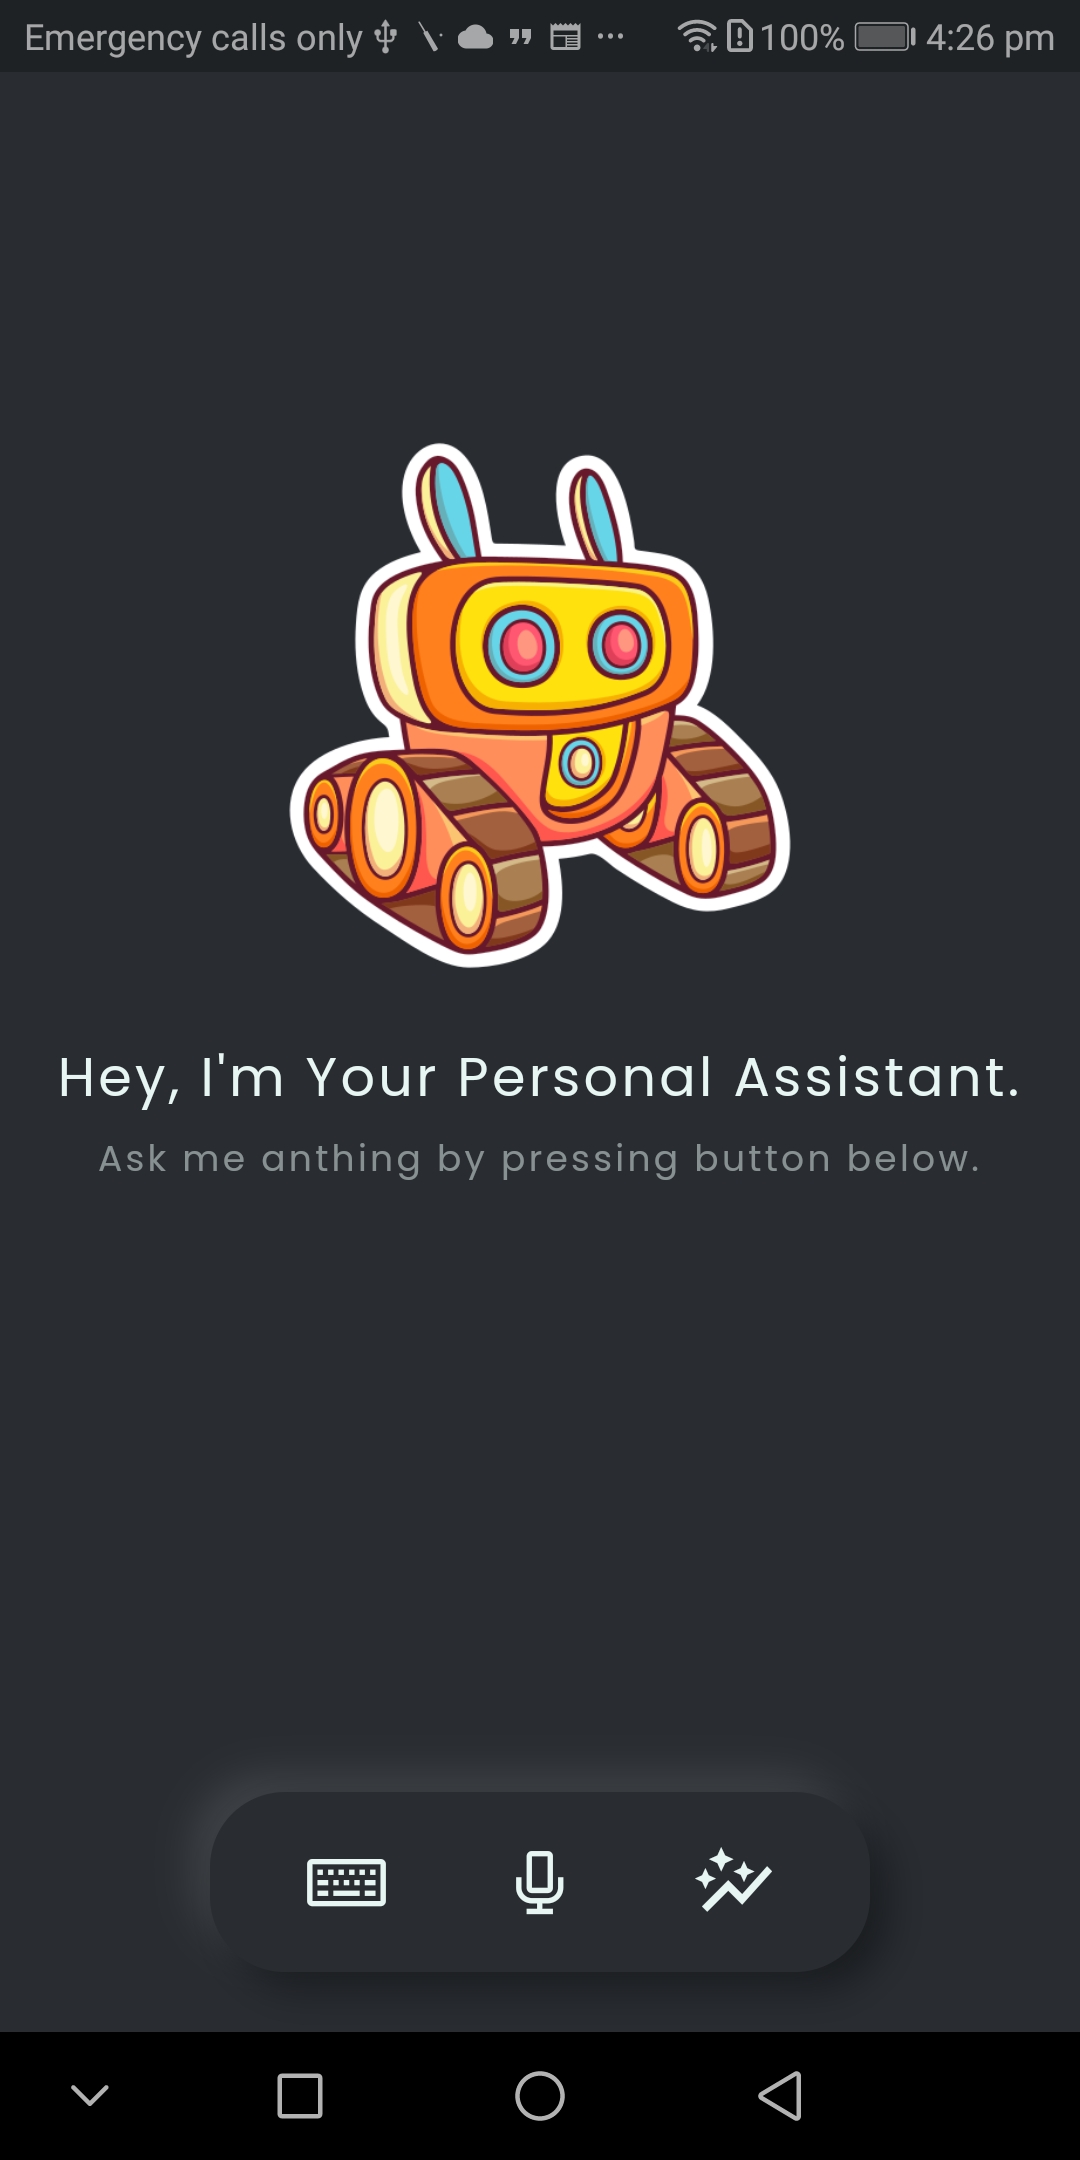 Emergency calls only 100% 4:26 pm
Hey, I'm Your Personal Assistant.
Ask me anthing by pressing button below.